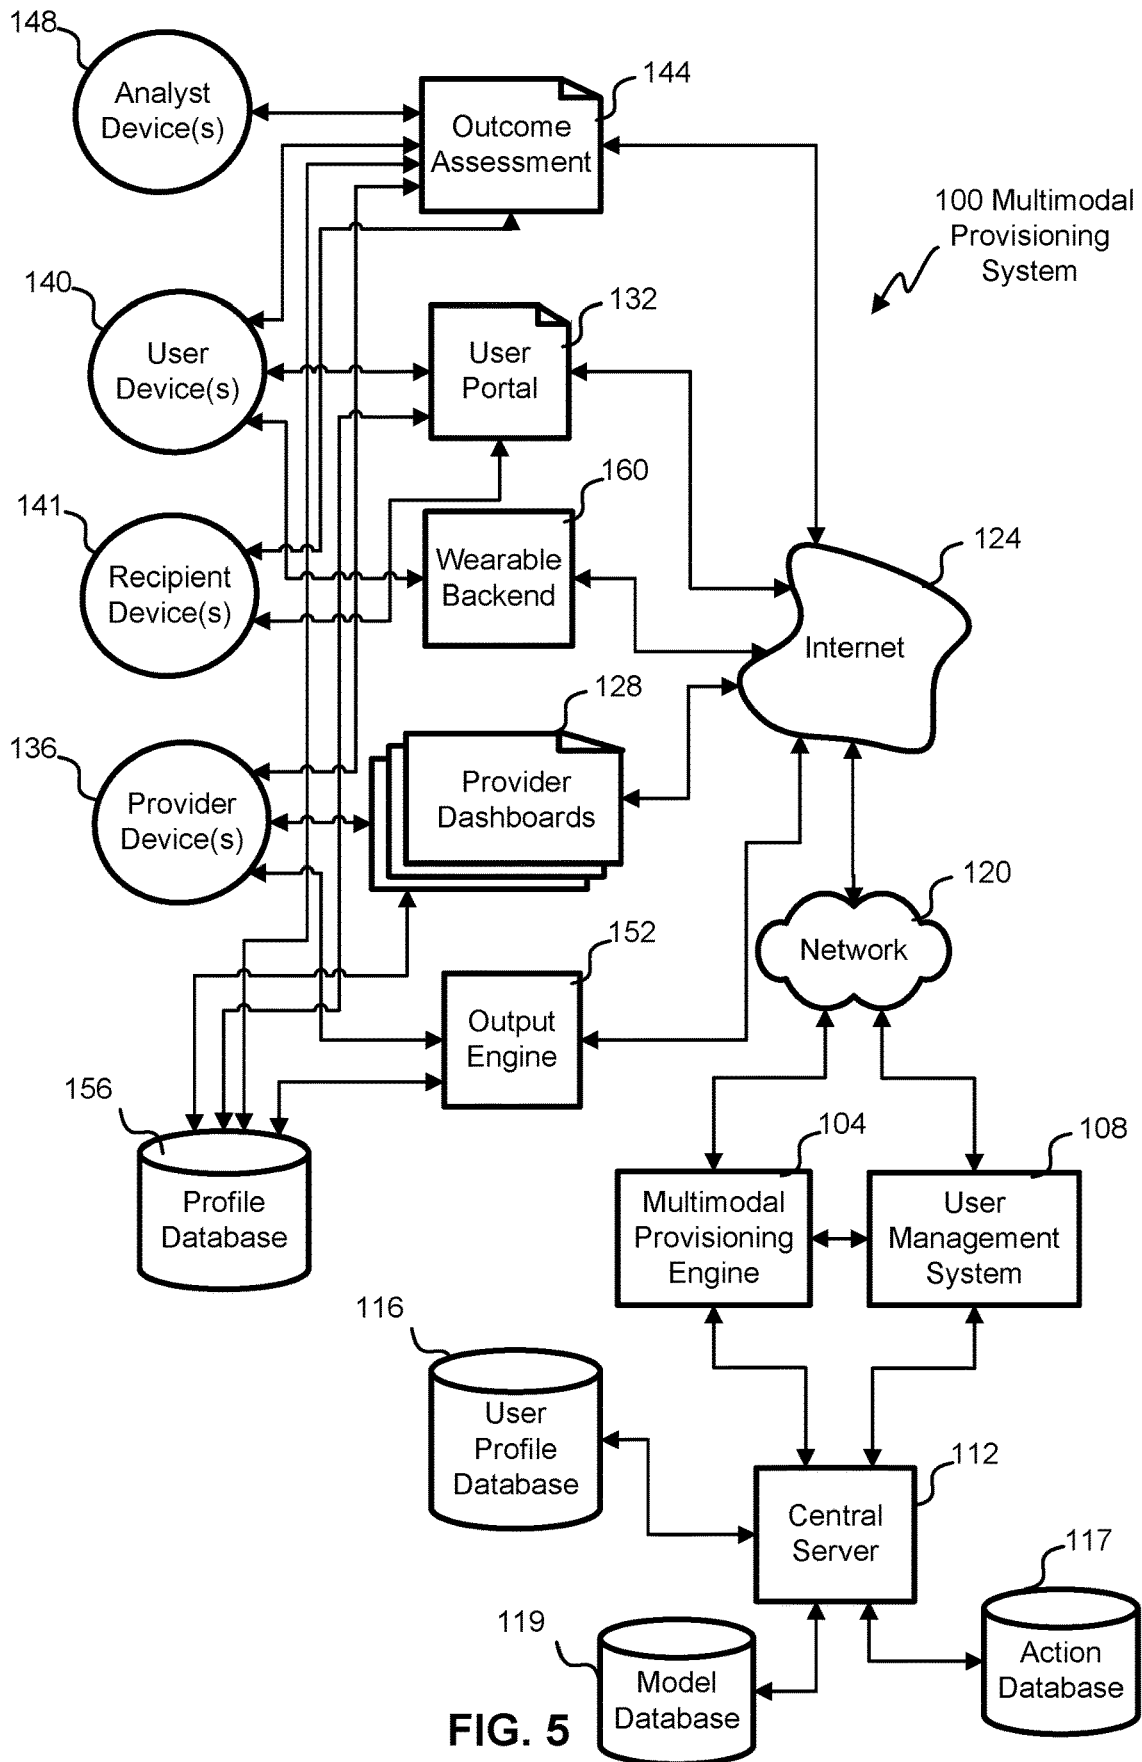 148
Analyst
Device(s)
144
Outcome
Assessment
100 Multimodal
Provisioning
System
140
User
Device(s)
132
User
Portal
141
Recipient
Device(s)
160
Wearable
Backend
124
Internet
136
Provider
Device(s)
128
Provider
Dashboards
120
Network
152
Output
Engine
156
Profile
Database
104
Multimodal
Provisioning
Engine
108
User
Management
System
116
User
Profile
Database
112
Central
Server
117
Action
Database
119
Model
Database
FIG. 5